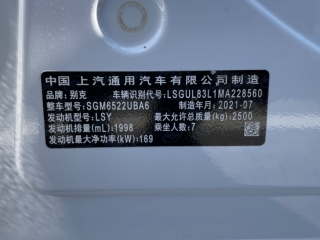 中国 上汽通用汽车有限公司制造
品牌: 别克 车辆识别代号: LSGUL83L1MA228560
整车型号: SGM6522UBA6 制造年月: 2021-07
发动机型号: LSY 最大允许总质量(kg): 2500
发动机排量(mL): 1998 乘坐人数: 7
发动机最大净功率(kW): 169